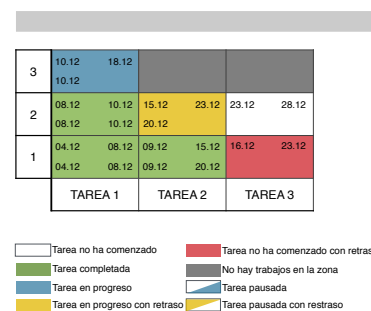 3 10.12 18.12
10.12
2 08.12 10.12 15.12 23.12 23.12 28.12
08.12 10.12 20.12
1 04.12 08.12 09.12 15.12 16.12 23.12
04.12 08.12 09.12 20.12
TAREA 1 TAREA 2 TAREA 3
Tarea no ha comenzado Tarea no ha comenzado con retras
Tarea completada No hay trabajos en la zona
Tarea en progreso Tarea pausada
Tarea en progreso con retraso Tarea pausada con restraso